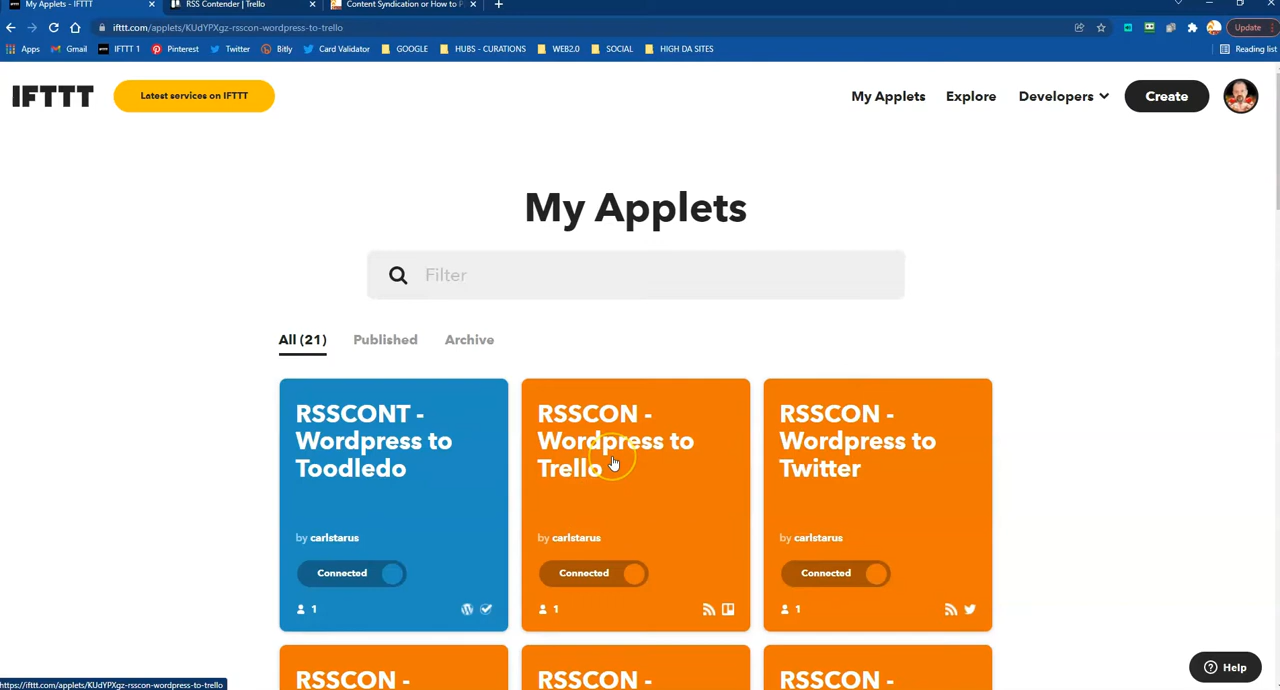 My Applets - IFTTT
RSS Contender | Trello
Content Syndication or How to P
ifttt.com/applets/KUdYPXgz-rsscon-wordpress-to-trello
Update
Apps
Gmail
IFTTT 1
Pinterest
Twitter
Bitly
Card Validator
GOOGLE
HUBS - CURATIONS
WEB2.0
SOCIAL
HIGH DA SITES
Reading list
IFTTT
Latest services on IFTTT
My Applets
Explore
Developers
Create
My Applets
Filter
All (21)
Published
Archive
RSSCONT -
Wordpress to
Toodledo
by carlstarus
Connected
1
RSSCON -
Wordpress to
Trello
by carlstarus
Connected
1
RSSCON -
Wordpress to
Twitter
by carlstarus
Connected
1
RSSCON -
RSSCON -
RSSCON -
Help
https://ifttt.com/applets/KUdYPXgz-rsscon-wordpress-to-trello